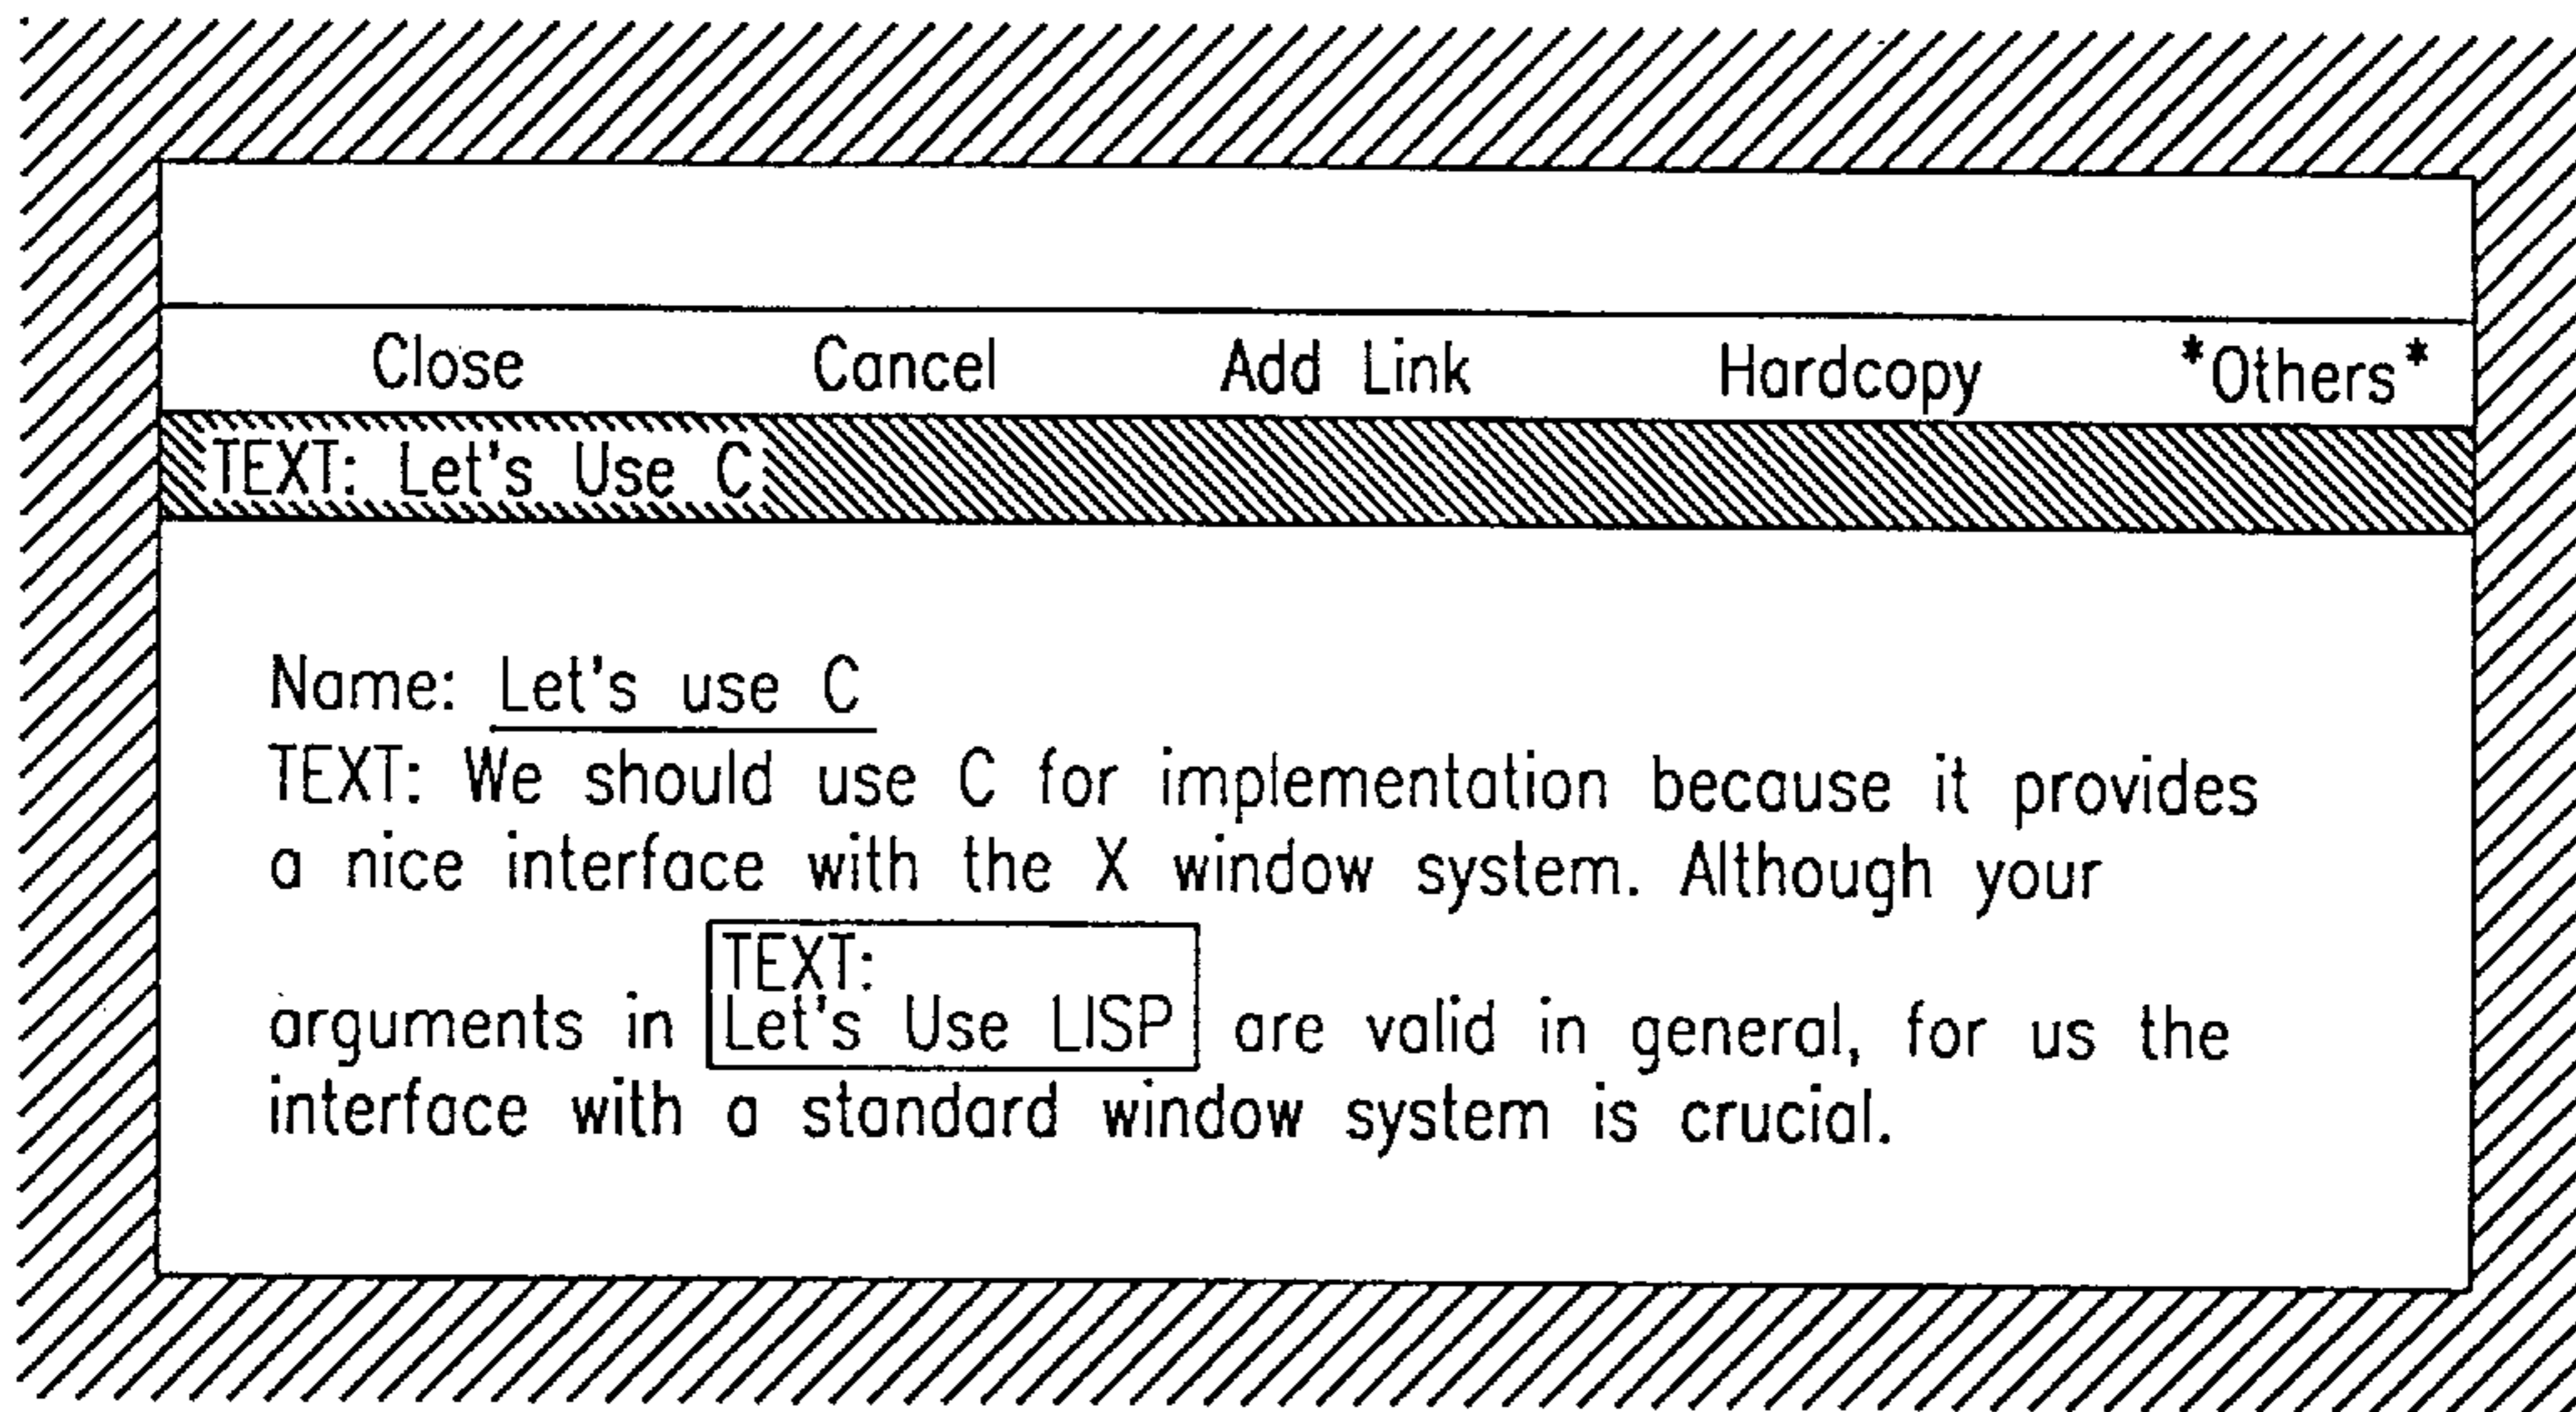 Close Cancel Add Link Hardcopy *Others*
TEXT: Let's Use C
Name: Let's use C
TEXT: We should use C for implementation because it provides
a nice interface with the X window system. Although your
TEXT:
arguments in Let's Use LISP are valid in general, for us the
interface with a standard window system is crucial.